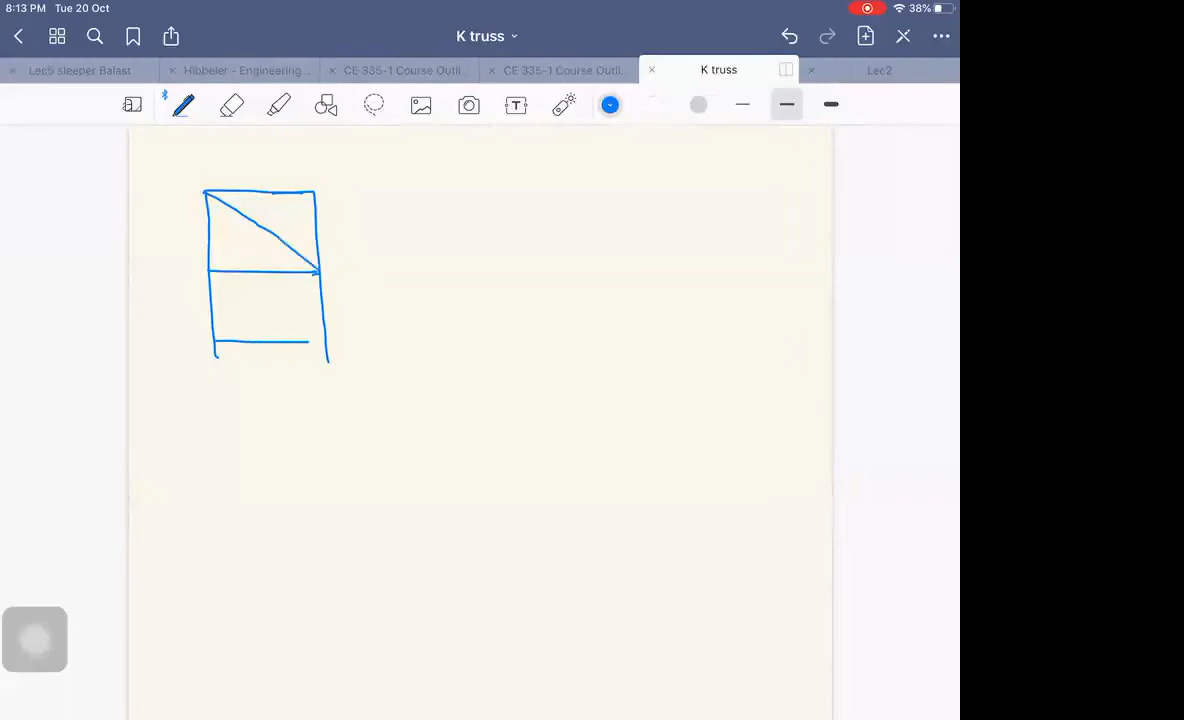 8:13 PM Tue 20 Oct
38%
K truss
Lec5 sleeper Balast
Hibbeler - Engineering...
CE 335-1 Course Outli...
CE 335-1 Course Outli...
K truss
Lec2
T